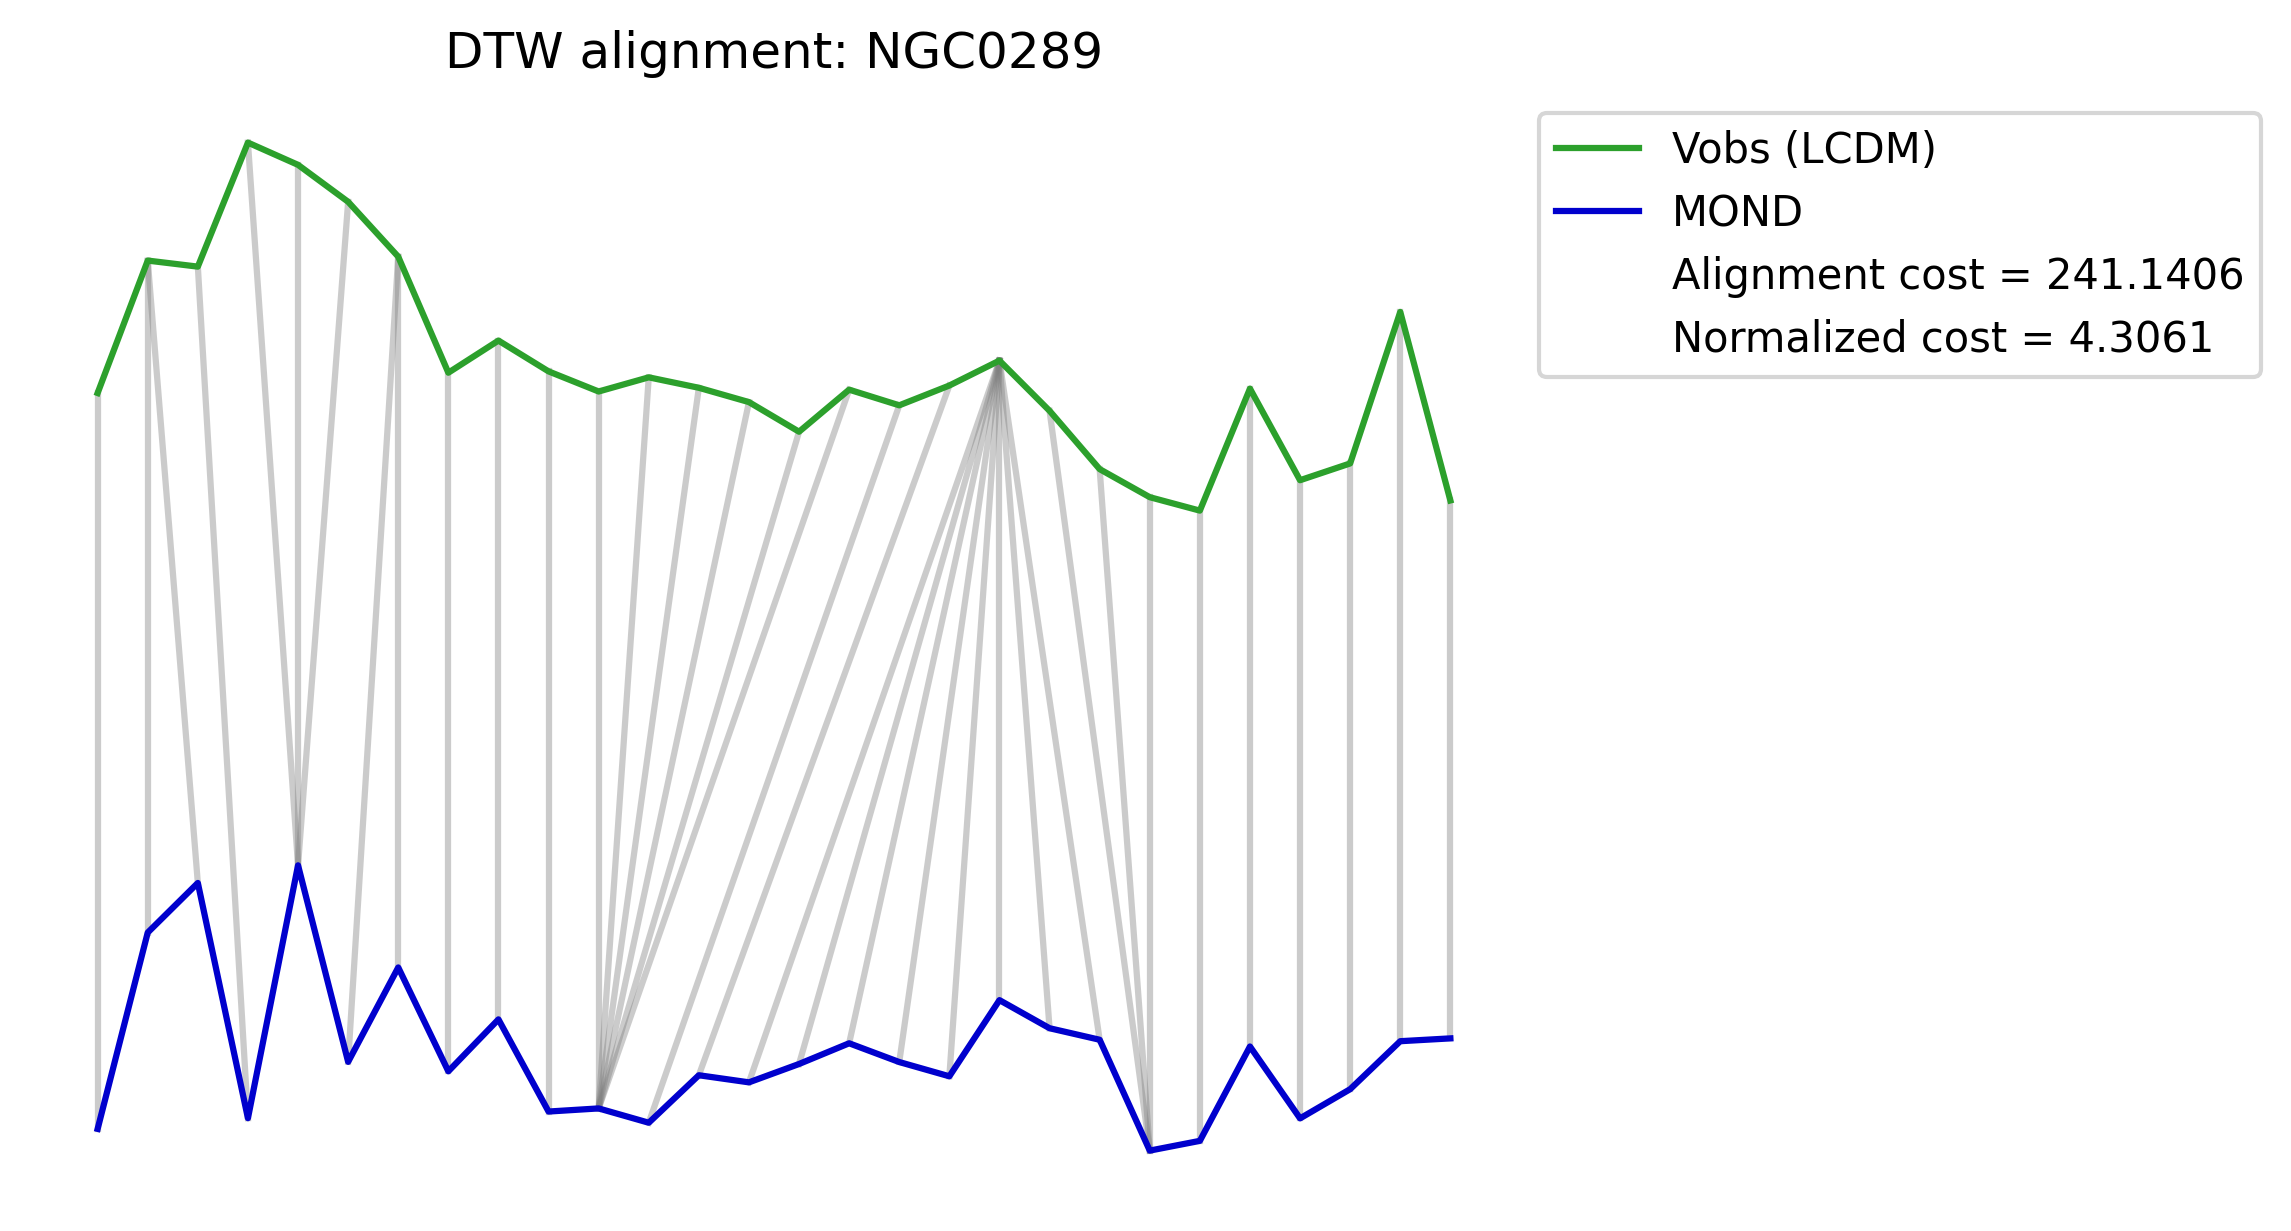 DTW alignment: NGC0289
Vobs (LCDM)
MOND
Alignment cost = 241.1406
Normalized cost = 4.3061